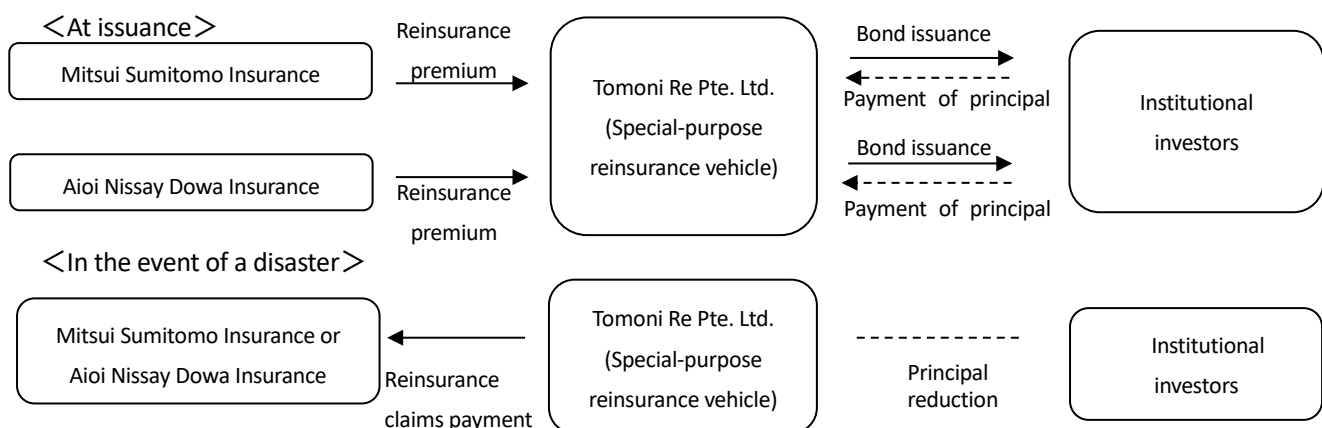 ＜At issuance＞
Mitsui Sumitomo Insurance
Reinsurance
premium
Aioi Nissay Dowa Insurance
Reinsurance
premium
Tomoni Re Pte. Ltd.
(Special-purpose
reinsurance vehicle)
Bond issuance
Payment of principal
Bond issuance
Payment of principal
Institutional
investors
＜In the event of a disaster＞
Mitsui Sumitomo Insurance or
Aioi Nissay Dowa Insurance
Reinsurance
claims payment
Tomoni Re Pte. Ltd.
(Special-purpose
reinsurance vehicle)
Principal
reduction
Institutional
investors